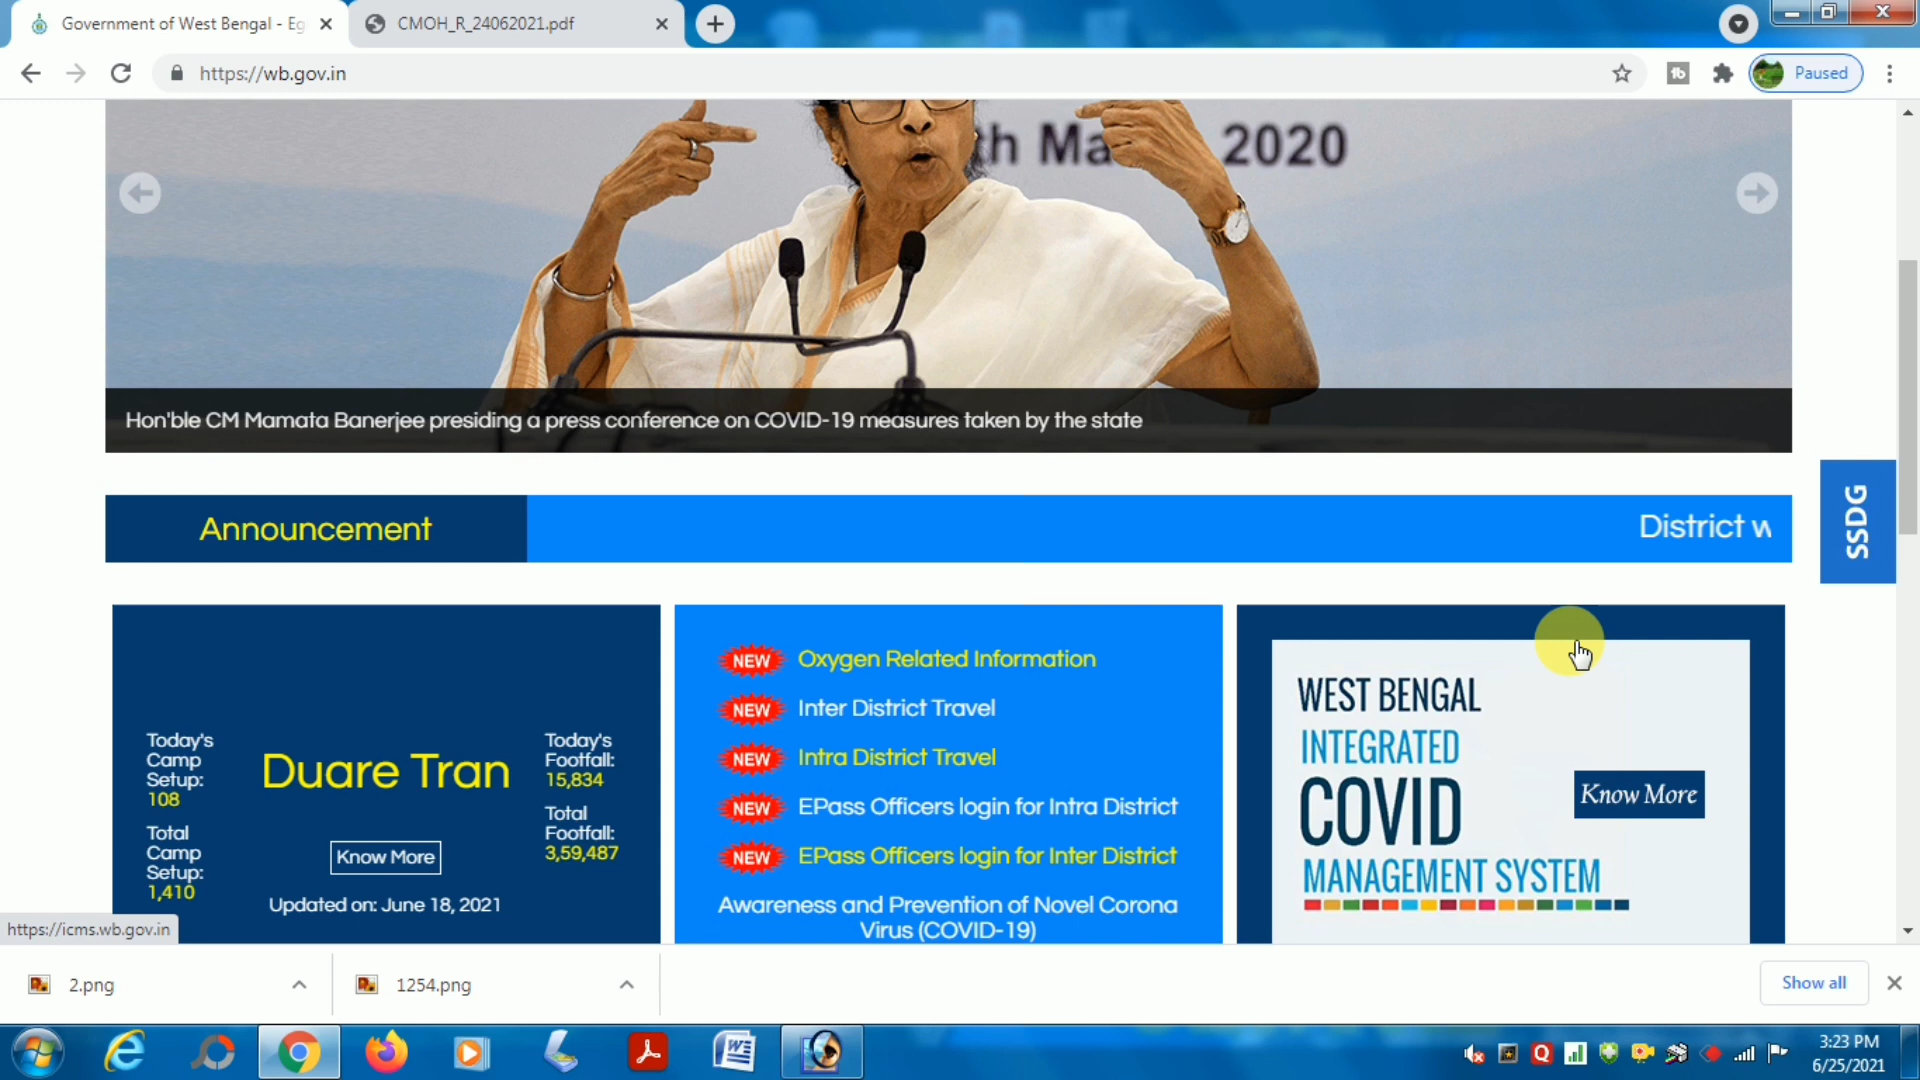 Government of West Bengal - Eg
CMOH_R_24062021.pdf
https://wb.gov.in
Paused
th Ma 2020
Hon'ble CM Mamata Banerjee presiding a press conference on COVID-19 measures taken by the state
Announcement
District w
SSDG
Today's
Camp
Setup:
108
Total
Camp
Setup:
1,410
Duare Tran
Know More
Updated on: June 18, 2021
Today's
Footfall:
15,834
Total
Footfall:
3,59,487
NEW Oxygen Related Information
NEW Inter District Travel
NEW Intra District Travel
NEW EPass Officers login for Intra District
NEW EPass Officers login for Inter District
Awareness and Prevention of Novel Corona
Virus (COVID-19)
WEST BENGAL
INTEGRATED
COVID
MANAGEMENT SYSTEM
Know More
https://icms.wb.gov.in
2.png
1254.png
Show all
3:23 PM
6/25/2021